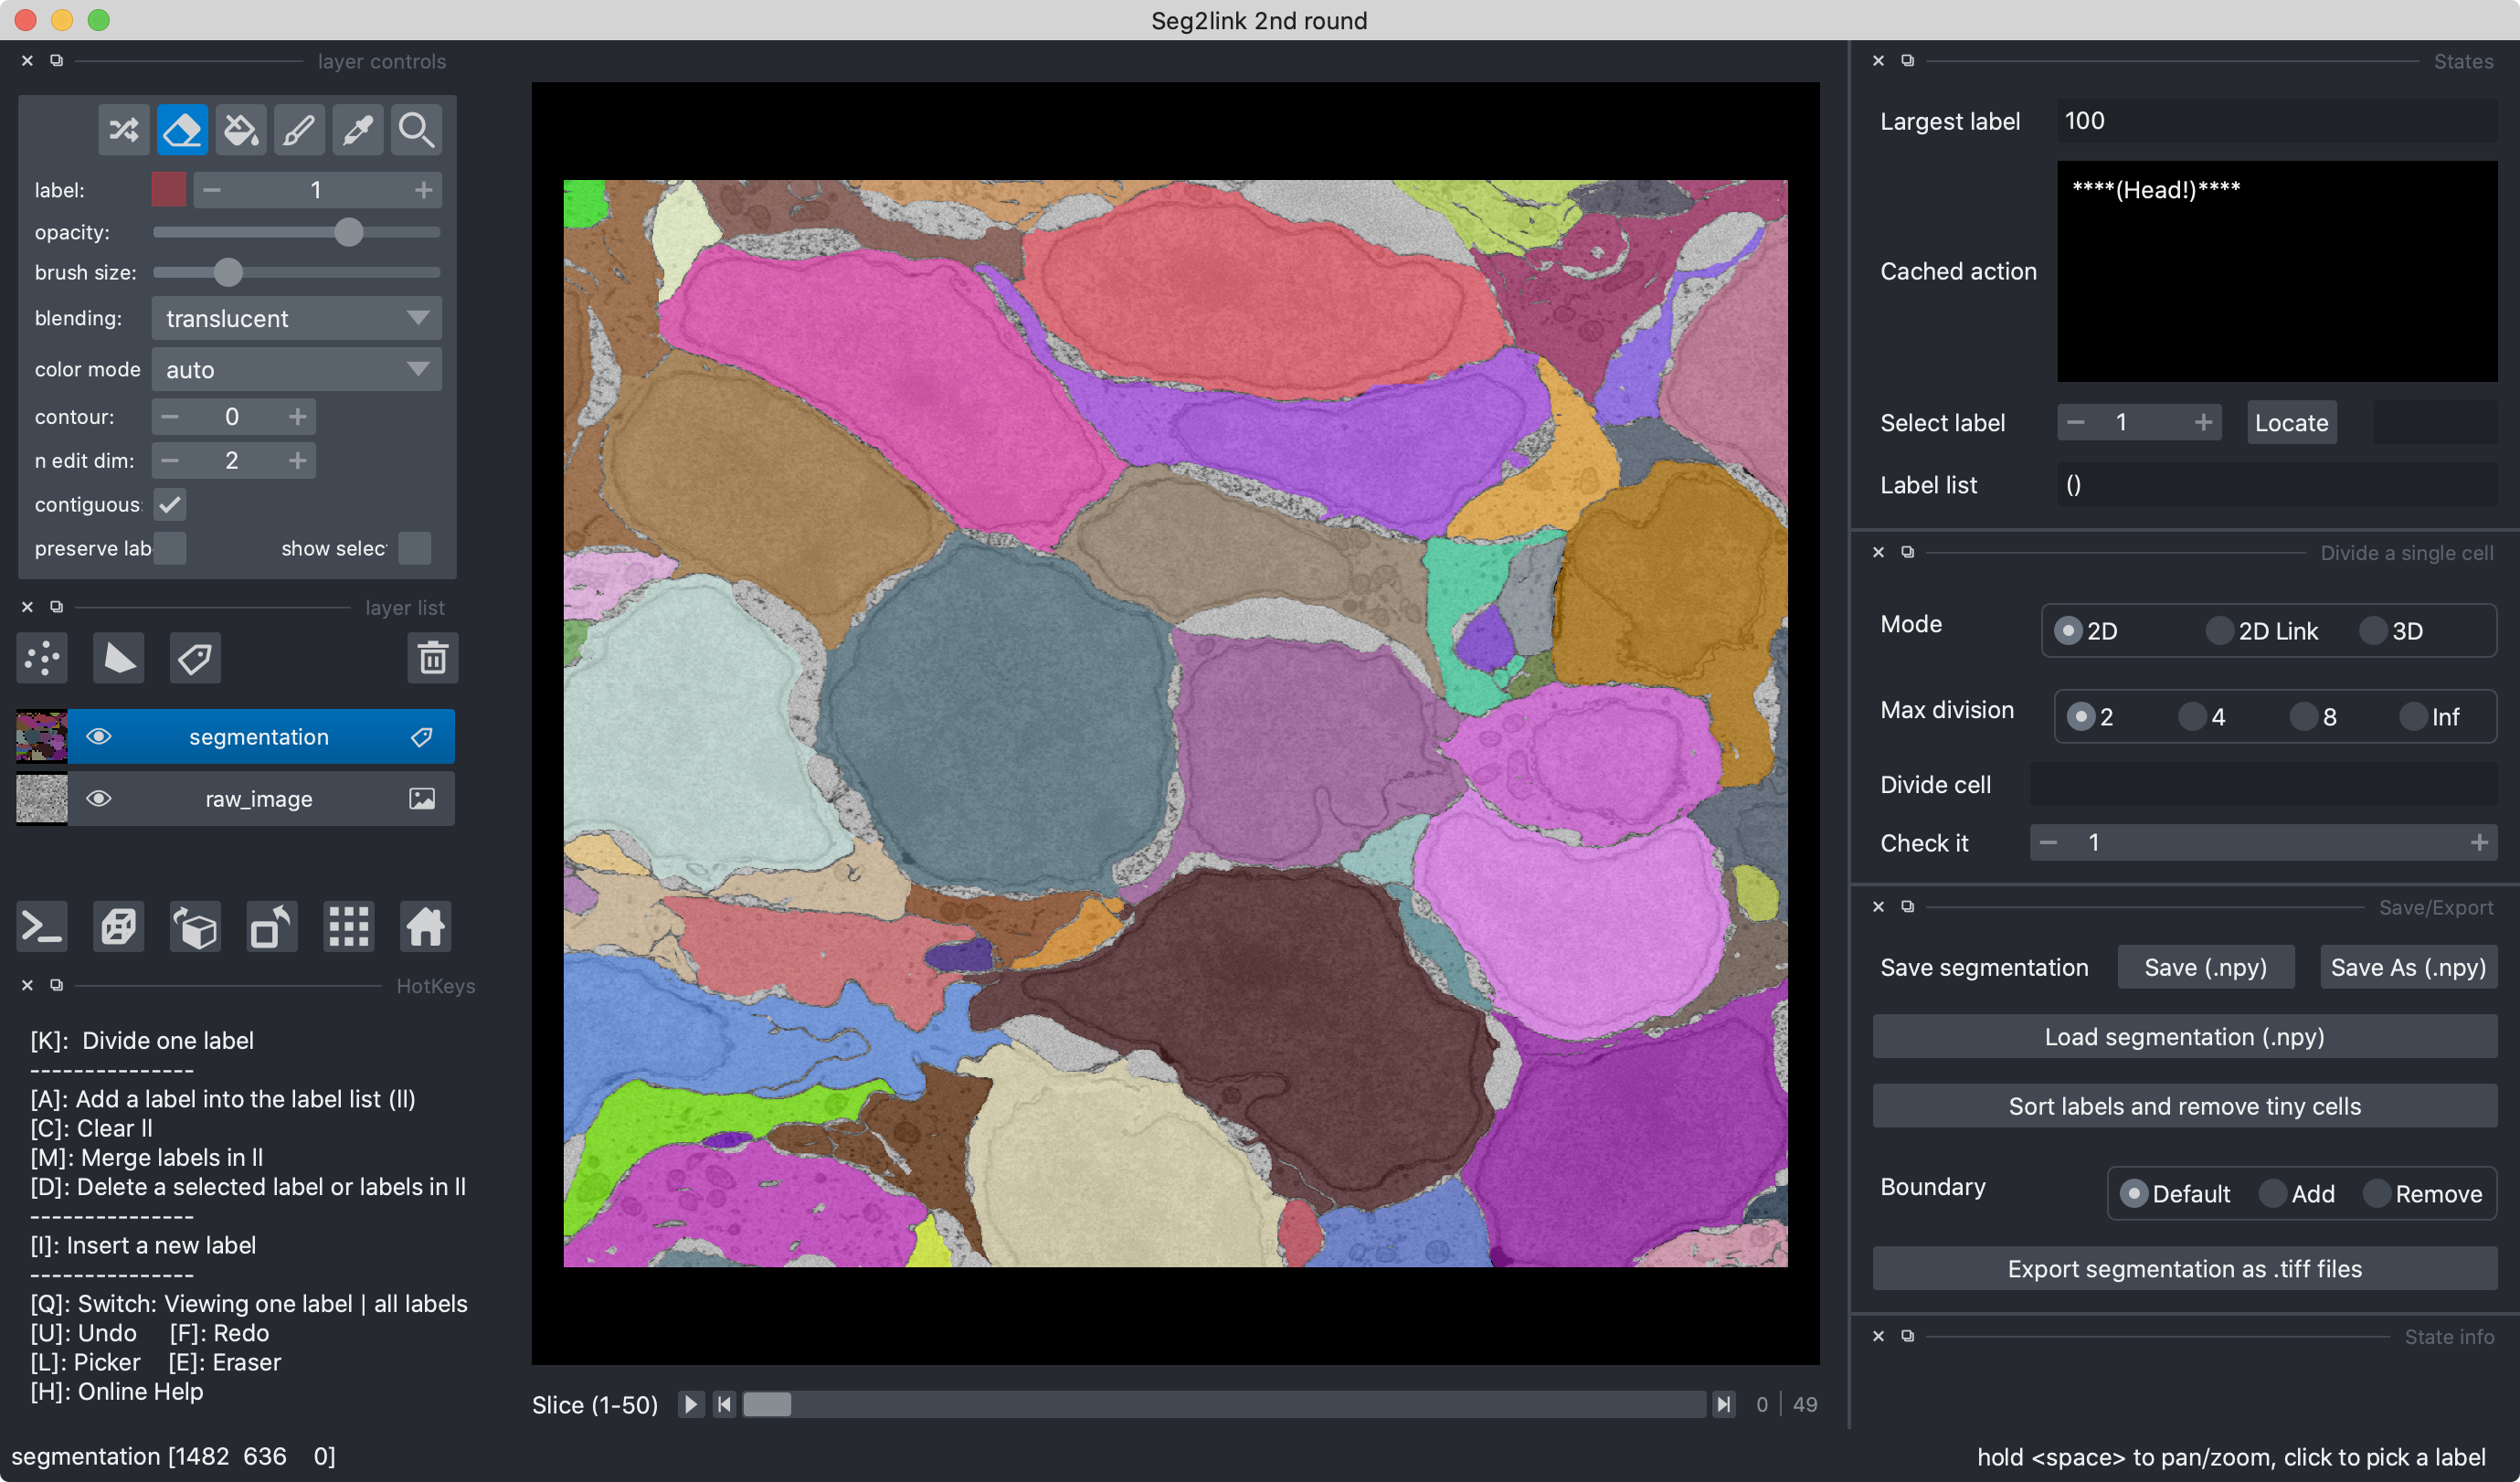 Seg2link 2nd round
layer controls
label:
1
opacity:
brush size:
blending:
translucent
color mode
auto
contour:
0
n edit dim:
2
contiguous:
preserve lab
show selec
layer list
segmentation
raw_image
HotKeys
[K]: Divide one label
---------------
[A]: Add a label into the label list (ll)
[C]: Clear ll
[M]: Merge labels in ll
[D]: Delete a selected label or labels in ll
---------------
[I]: Insert a new label
---------------
[Q]: Switch: Viewing one label | all labels
[U]: Undo [F]: Redo
[L]: Picker [E]: Eraser
[H]: Online Help
segmentation [1482 636 0]
Slice (1-50)
0 | 49
States
Largest label
100
Cached action
****(Head!)****
Select label
1
Locate
Label list
()
Divide a single cell
Mode
2D
2D Link
3D
Max division
2
4
8
Inf
Divide cell
Check it
1
Save/Export
Save segmentation
Save (.npy)
Save As (.npy)
Load segmentation (.npy)
Sort labels and remove tiny cells
Boundary
Default
Add
Remove
Export segmentation as .tiff files
State info
hold <space> to pan/zoom, click to pick a label